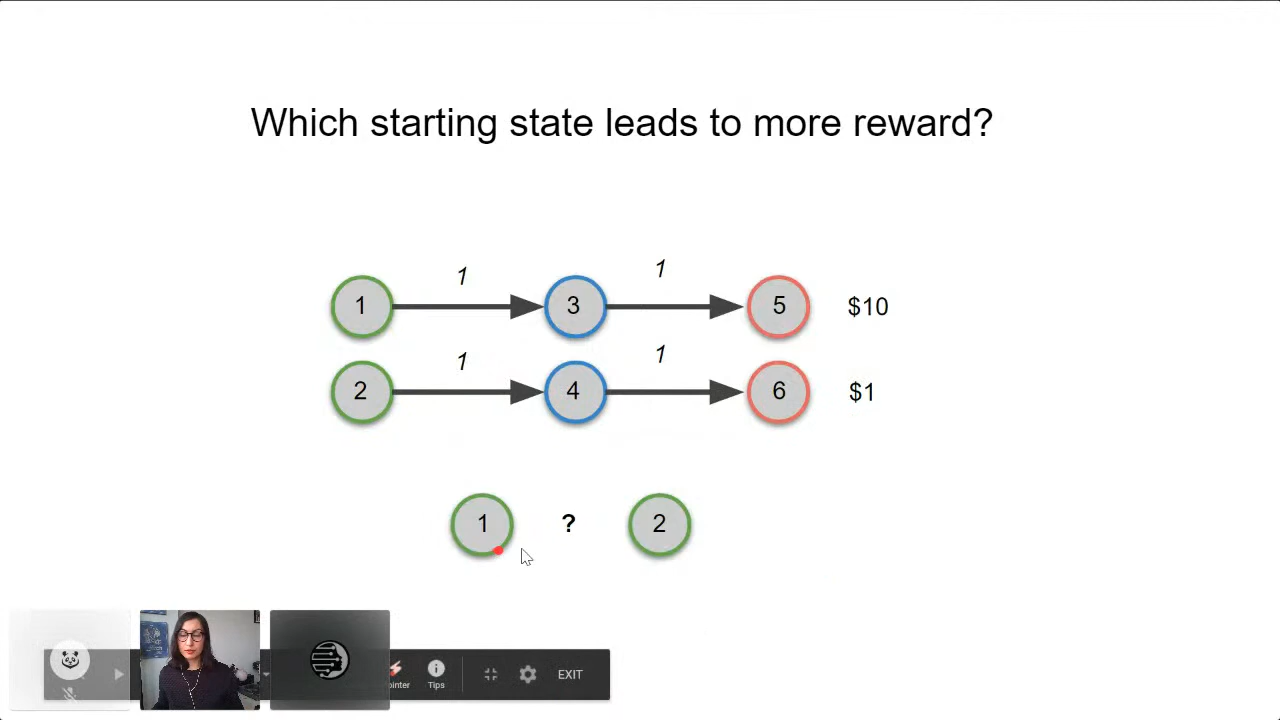 Which starting state leads to more reward?
1 1
1 3 5 $10
1 1
2 4 6 $1
1 ? 2
ointer Tips EXIT